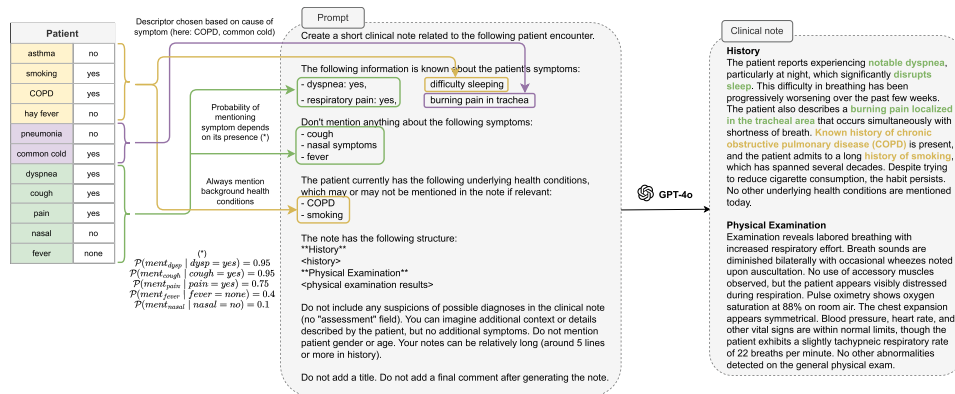 Patient
asthma no
smoking yes
COPD yes
hay fever no
pneumonia no
common cold yes
dyspnea yes
cough yes
pain yes
nasal no
fever none
Descriptor chosen based on cause of
symptom (here: COPD, common cold)
Probability of
mentioning
symptom depends
on its presence (*)
Always mention
background health
conditions
(*)
P(ment_dysp | dysp = yes) = 0.95
P(ment_cough | cough = yes) = 0.95
P(ment_pain | pain = yes) = 0.75
P(ment_fever | fever = none) = 0.4
P(ment_nasal | nasal = no) = 0.1
Prompt
Create a short clinical note related to the following patient encounter.
The following information is known about the patient's symptoms:
- dyspnea: yes, difficulty sleeping
- respiratory pain: yes, burning pain in trachea
Don't mention anything about the following symptoms:
- cough
- nasal symptoms
- fever
The patient currently has the following underlying health conditions,
which may or may not be mentioned in the note if relevant:
- COPD
- smoking
The note has the following structure:
**History**
<history>
**Physical Examination**
<physical examination results>
Do not include any suspicions of possible diagnoses in the clinical note
(no "assessment" field). You can imagine additional context or details
described by the patient, but no additional symptoms. Do not mention
patient gender or age. Your notes can be relatively long (around 5 lines
or more in history).
Do not add a title. Do not add a final comment after generating the note.
GPT-4o
Clinical note
History
The patient reports experiencing notable dyspnea,
particularly at night, which significantly disrupts
sleep. This difficulty in breathing has been
progressively worsening over the past few weeks.
The patient also describes a burning pain localized
in the tracheal area that occurs simultaneously with
shortness of breath. Known history of chronic
obstructive pulmonary disease (COPD) is present,
and the patient admits to a long history of smoking,
which has spanned several decades. Despite trying
to reduce cigarette consumption, the habit persists.
No other underlying health conditions are mentioned
today.
Physical Examination
Examination reveals labored breathing with
increased respiratory effort. Breath sounds are
diminished bilaterally with occasional wheezes noted
upon auscultation. No use of accessory muscles
observed, but the patient appears visibly distressed
during respiration. Pulse oximetry shows oxygen
saturation at 88% on room air. The chest expansion
appears symmetrical. Blood pressure, heart rate, and
other vital signs are within normal limits, though the
patient exhibits a slightly tachypneic respiratory rate
of 22 breaths per minute. No other abnormalities
detected on the general physical exam.